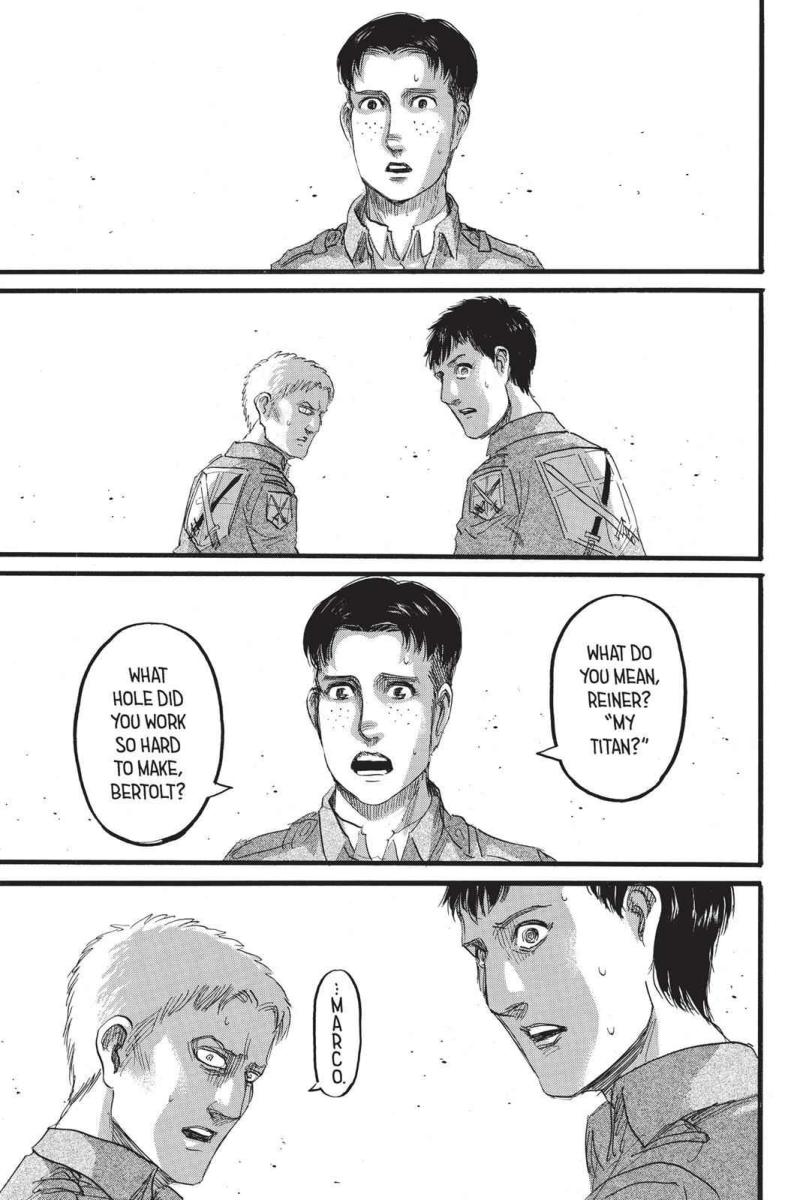 WHAT DO
YOU MEAN,
REINER?
"MY
TITAN?"
WHAT
HOLE DID
YOU WORK
SO HARD
TO MAKE,
BERTOLT?
...MARCO.